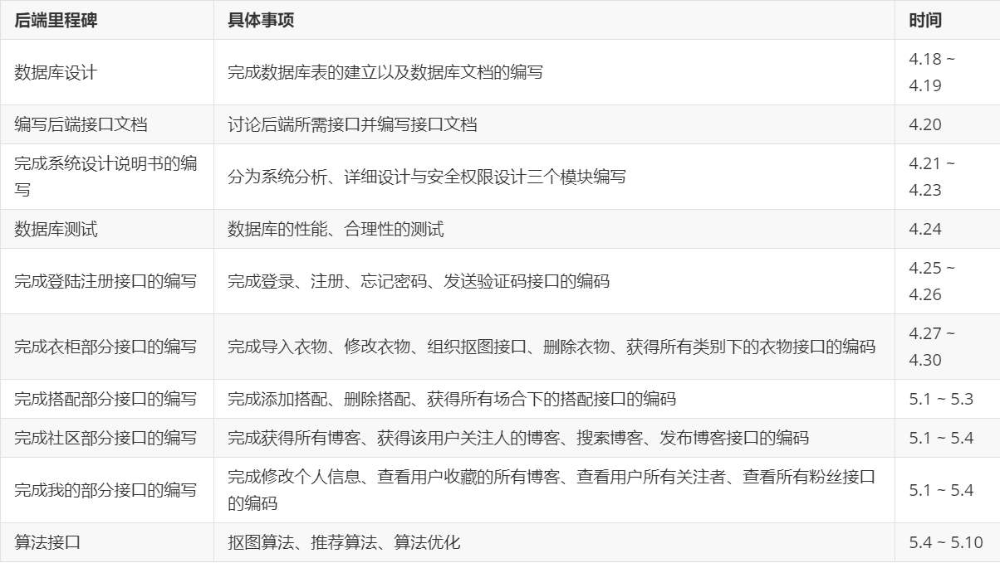 后端里程碑 具体事项 时间
数据库设计 完成数据库表的建立以及数据库文档的编写 4.18 ~
4.19
编写后端接口文档 讨论后端所需接口并编写接口文档 4.20
完成系统设计说明书的编
写 分为系统分析、详细设计与安全权限设计三个模块编写 4.21 ~
4.23
数据库测试 数据库的性能、合理性的测试 4.24
完成登陆注册接口的编写 完成登录、注册、忘记密码、发送验证码接口的编码 4.25 ~
4.26
完成衣柜部分接口的编写 完成导入衣物、修改衣物、组织抠图接口、删除衣物、获得所有类别下的衣物接口的编码 4.27 ~
4.30
完成搭配部分接口的编写 完成添加搭配、删除搭配、获得所有场合下的搭配接口的编码 5.1 ~ 5.3
完成社区部分接口的编写 完成获得所有博客、获得该用户关注人的博客、搜索博客、发布博客接口的编码 5.1 ~ 5.4
完成我的部分接口的编写 完成修改个人信息、查看用户收藏的所有博客、查看用户所有关注者、查看所有粉丝接口
的编码 5.1 ~ 5.4
算法接口 抠图算法、推荐算法、算法优化 5.4 ~ 5.10